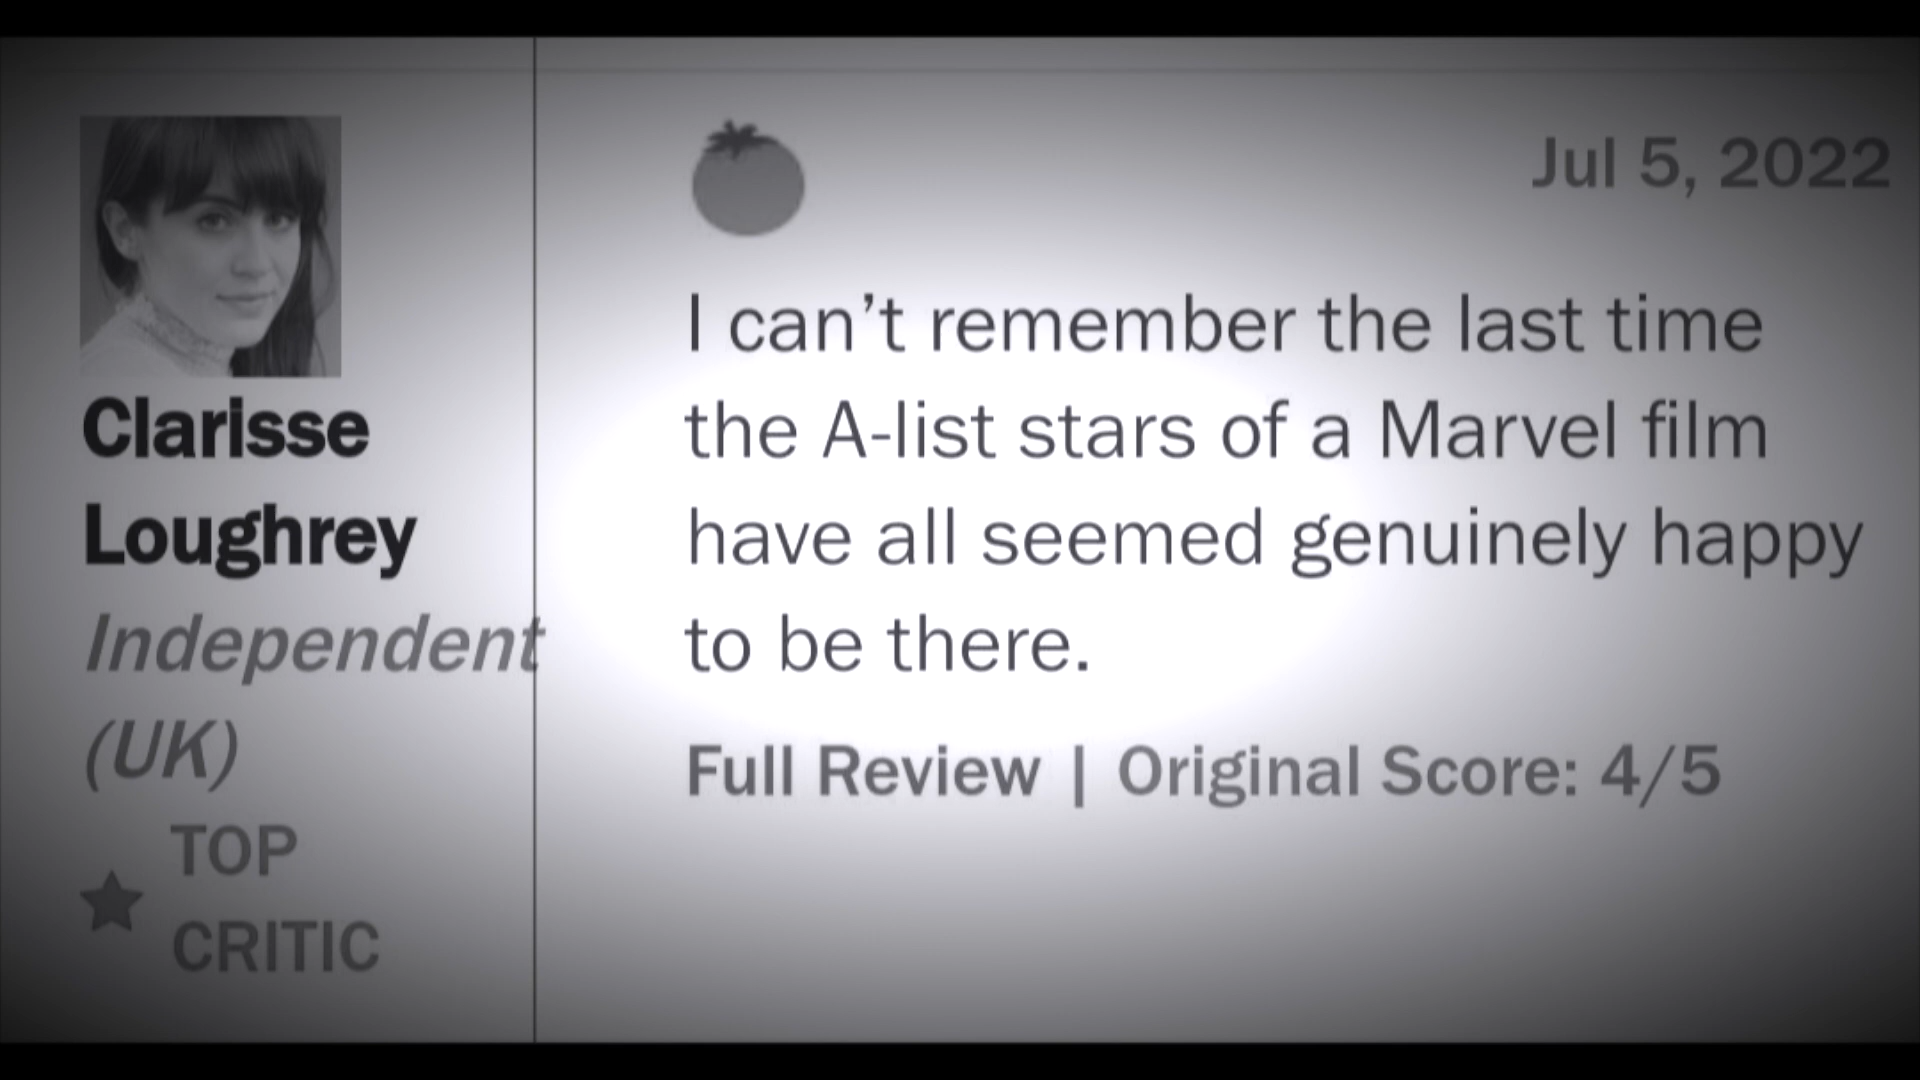 Clarisse
Loughrey
Independent
(UK)
TOP
CRITIC
Jul 5, 2022
I can’t remember the last time
the A-list stars of a Marvel film
have all seemed genuinely happy
to be there.
Full Review | Original Score: 4/5